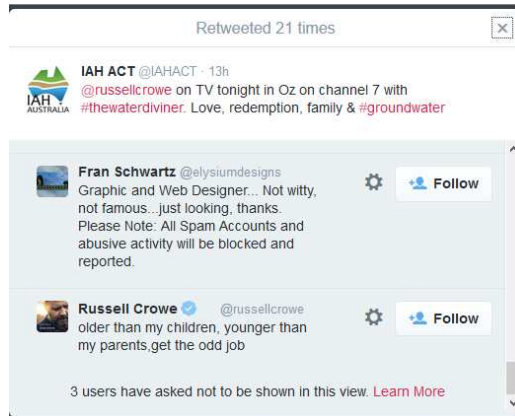 Retweeted 21 times
IAH ACT @IAHACT · 13h
@russellcrowe on TV tonight in Oz on channel 7 with
#thewaterdiviner. Love, redemption, family & #groundwater
IAH
AUSTRALIA
Fran Schwartz @elysiumdesigns
Graphic and Web Designer... Not witty,
not famous...just looking, thanks.
Please Note: All Spam Accounts and
abusive activity will be blocked and
reported.
Follow
Russell Crowe @russellcrowe
older than my children, younger than
my parents,get the odd job
Follow
3 users have asked not to be shown in this view. Learn More